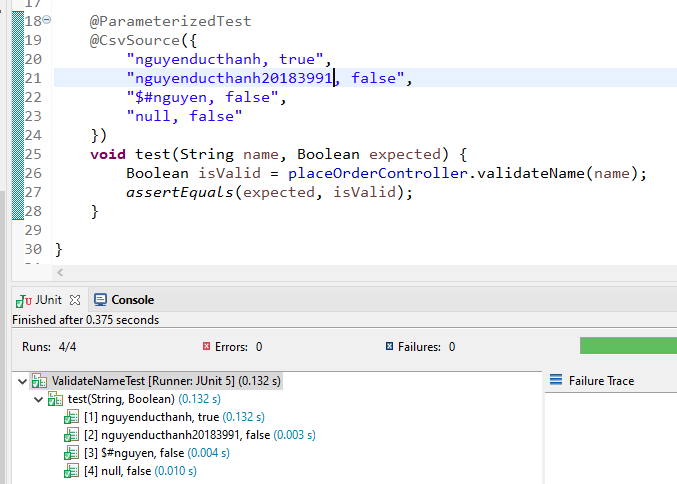 17
18 @ParameterizedTest
19 @CsvSource({
20 "nguyenducthanh, true",
21 "nguyenducthanh20183991, false",
22 "$#nguyen, false",
23 "null, false"
24 })
25 void test(String name, Boolean expected) {
26 Boolean isValid = placeOrderController.validateName(name);
27 assertEquals(expected, isValid);
28 }
29
30 }
JUnit Console
Finished after 0.375 seconds
Runs: 4/4 Errors: 0 Failures: 0
ValidateNameTest [Runner: JUnit 5] (0.132 s) Failure Trace
test(String, Boolean) (0.132 s)
[1] nguyenducthanh, true (0.102 s)
[2] nguyenducthanh20183991, false (0.003 s)
[3] $#nguyen, false (0.004 s)
[4] null, false (0.010 s)